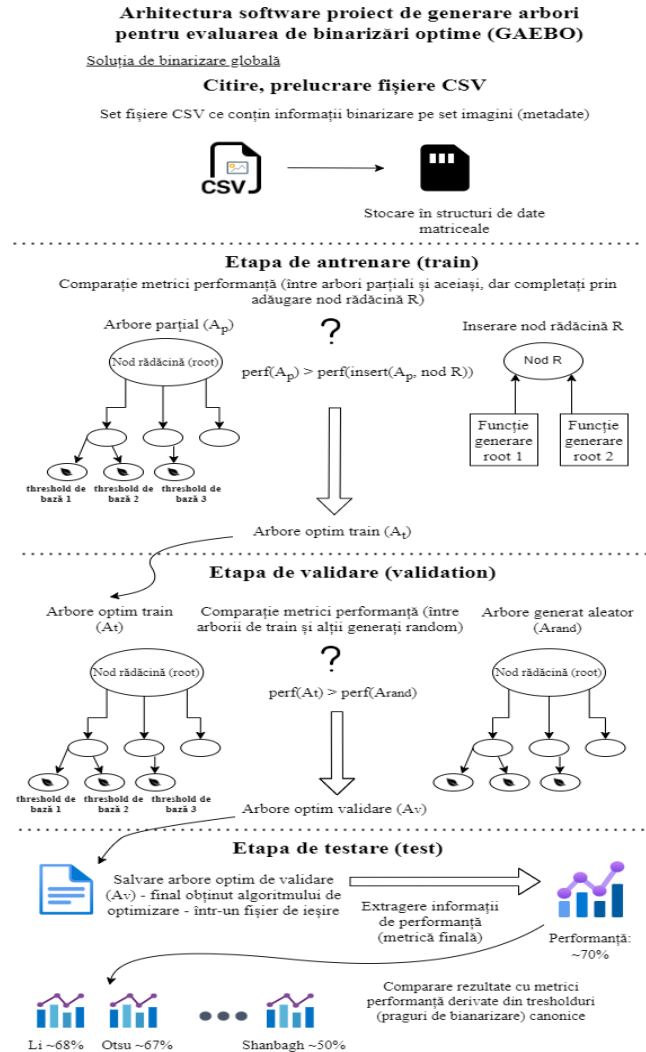 Arhitectura software proiect de generare arbori
pentru evaluarea de binarizări optime (GAEBO)
Soluția de binarizare globală
Citire, prelucrare fișiere CSV
Set fișiere CSV ce conțin informații binarizare pe set imagini (metadate)
CSV
Stocare în structuri de date
matriceale
Etapa de antrenare (train)
Comparație metrici performanță (între arbori parțiali și aceiași, dar completați prin
adăugare nod rădăcină R)
Arbore parțial (Ap)
?
Inserare nod rădăcină R
Nod rădăcină (root)
perf(Ap) > perf(insert(Ap, nod R))
Nod R
Funcție
generare
root 1
Funcție
generare
root 2
threshold de
bază 1
threshold de
bază 2
threshold de
bază 3
Arbore optim train (At)
Etapa de validare (validation)
Arbore optim train
(At)
Comparație metrici performanță (între
arborii de train și alții generați random)
Arbore generat aleator
(Arand)
?
Nod rădăcină (root)
perf(At) > perf(Arand)
Nod rădăcină (root)
threshold de
bază 1
threshold de
bază 2
threshold de
bază 3
Arbore optim validare (Av)
Etapa de testare (test)
Salvare arbore optim de validare
(Av) - final obținut algoritmului de
optimizare - într-un fișier de ieșire
Extragere informații
de performanță
(metrică finală)
Performanță:
~70%
Comparare rezultate cu metrici
performanță derivate din tresholduri
(praguri de bianarizare) canonice
Li ~68%
Otsu ~67%
Shanbagh ~50%